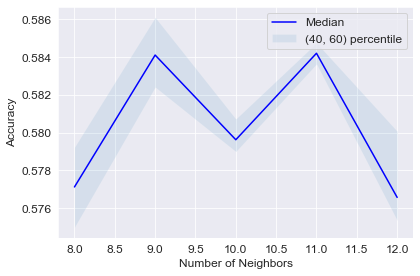 0.586
0.584
0.582
0.580
0.578
0.576
Accuracy
Median
(40, 60) percentile
8.0 8.5 9.0 9.5 10.0 10.5 11.0 11.5 12.0
Number of Neighbors